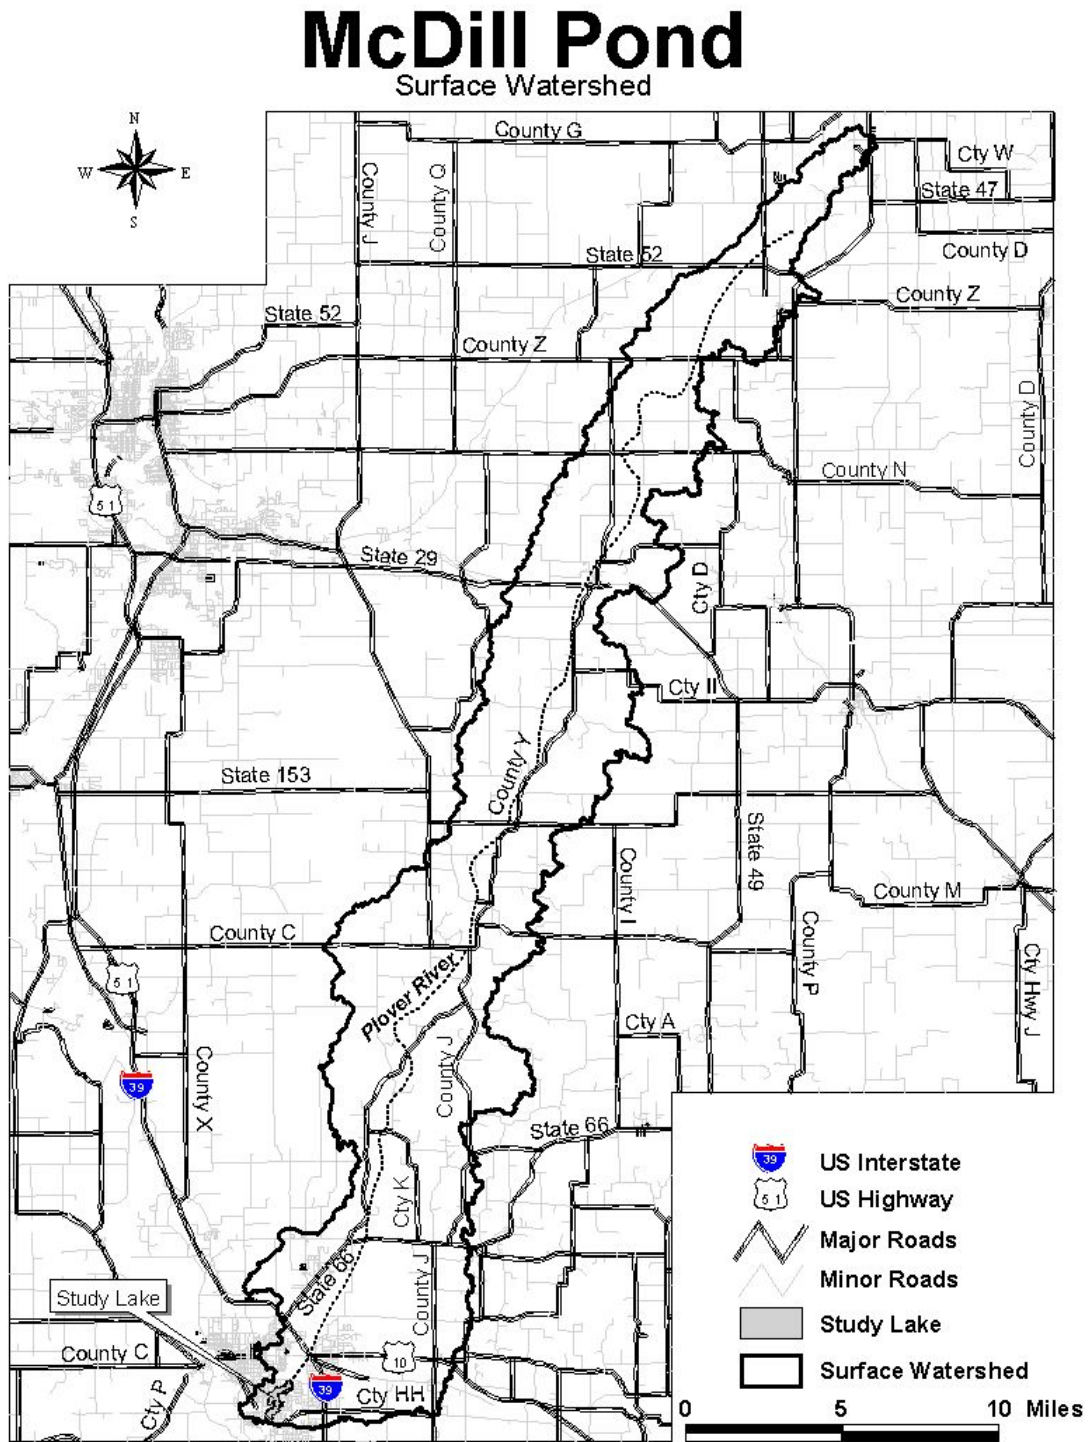 McDill Pond
Surface Watershed
N
W E
S
County G
Cty W
State 47
County J
County Q
County D
State 52
County Z
State 52
County Z
County D
County N
51
State 29
Cty D
Cty II
County Y
State 153
State 49
County I
County M
County C
County P
Plover River
51
Cty Hwy J
Cty A
County J
County X
39
State 66
Cty K
State 66
County J
Study Lake
County C
10
39
Cty HH
Cty P
39 US Interstate
51 US Highway
Major Roads
Minor Roads
Study Lake
Surface Watershed
0 5 10 Miles